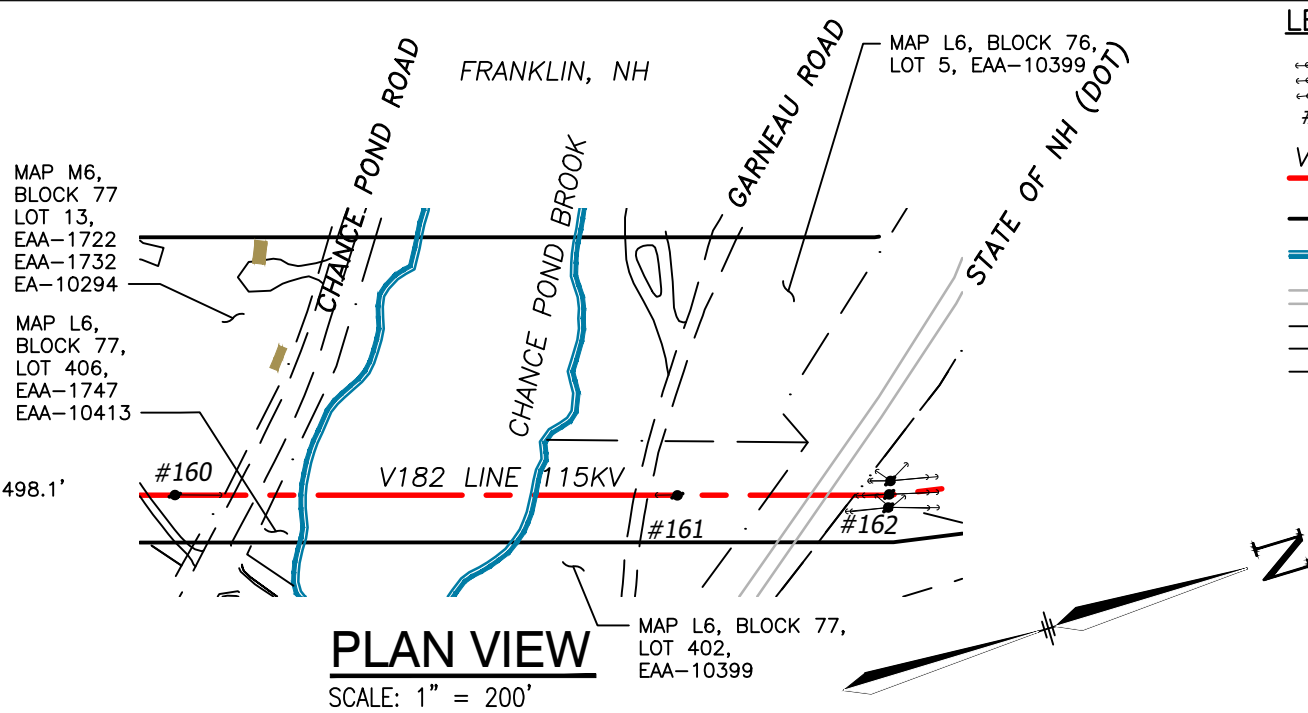 FRANKLIN, NH
MAP L6, BLOCK 76,
LOT 5, EAA-10399
CHANCE POND ROAD
CHANCE POND BROOK
GARNEAU ROAD
STATE OF NH (DOT)
MAP M6,
BLOCK 77
LOT 13,
EAA-1722
EAA-1732
EA-10294
MAP L6,
BLOCK 77,
LOT 406,
EAA-1747
EAA-10413
498.1'
#160
V182 LINE 115KV
#161
#162
MAP L6, BLOCK 77,
LOT 402,
EAA-10399
PLAN VIEW
SCALE: 1" = 200'
N
LE
#
V